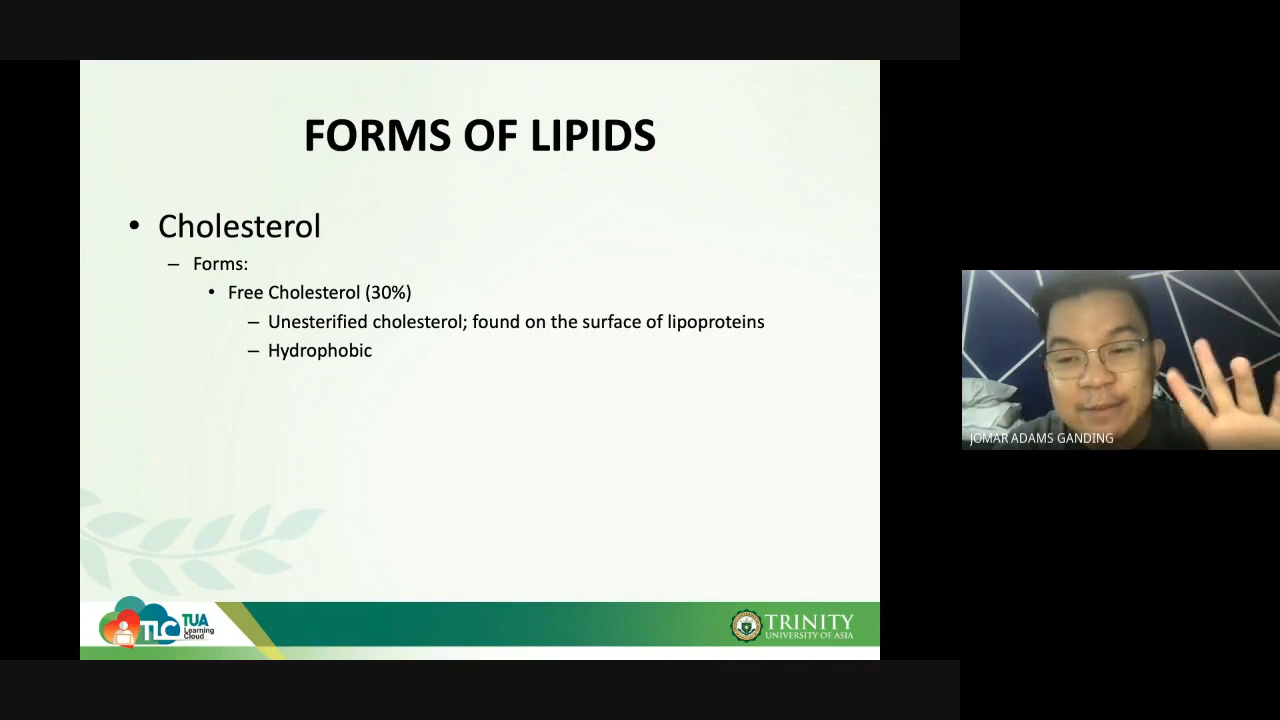 FORMS OF LIPIDS
• Cholesterol
– Forms:
• Free Cholesterol (30%)
– Unesterified cholesterol; found on the surface of lipoproteins
– Hydrophobic
JOMAR ADAMS GANDING
TLC
TUA
Learning
Cloud
TRINITY
UNIVERSITY OF ASIA